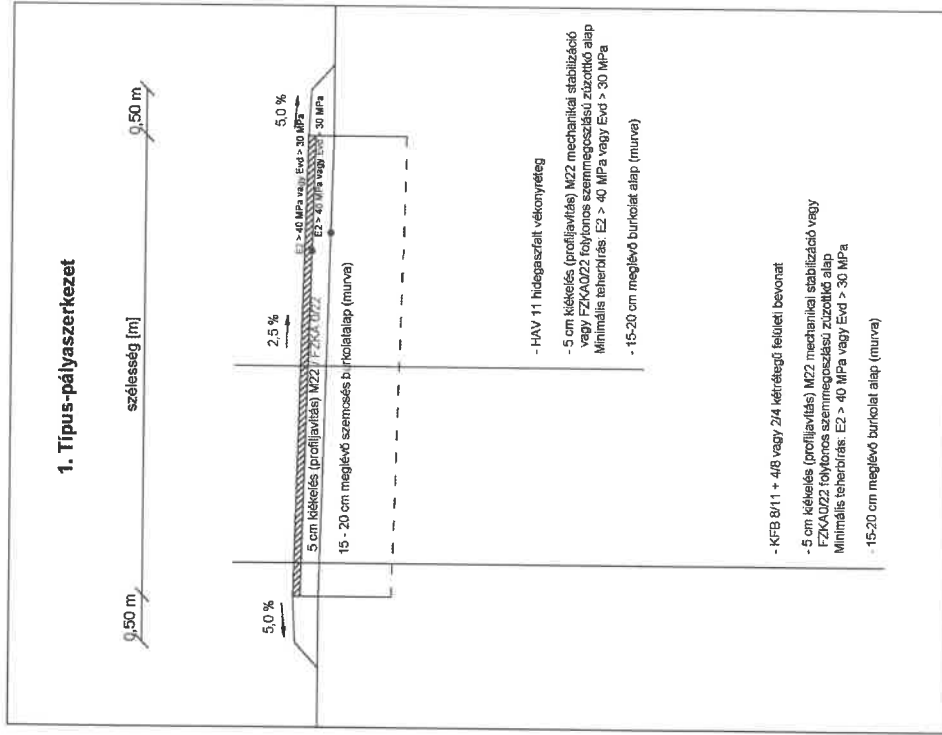 1. Típus-pályaszerkezet
szélesség [m]
0,50 m
0,50 m
5,0 %
2,5 %
5,0 %
E2 > 40 MPa vagy Evd > 30 MPa
E2 > 40 MPa vagy Evd > 30 MPa
5 cm kiékelés (profiljavítás) M22 / FZKA 0/22
15 - 20 cm meglévő szemcsés burkolatalap (murva)
- HAV 11 hidegaszfalt vékonyréteg
- 5 cm kiékelés (profiljavítás) M22 mechanikai stabilizáció
vagy FZKA0/22 folytonos szemmegoszlású zúzottkő alap
Minimális teherbírás: E2 > 40 MPa vagy Evd > 30 MPa
- 15-20 cm meglévő burkolat alap (murva)
- KFB 8/11 + 4/8 vagy 2/4 kétrétegű felületi bevonat
- 5 cm kiékelés (profiljavítás) M22 mechanikai stabilizáció vagy
FZKA0/22 folytonos szemmegoszlású zúzottkő alap
Minimális teherbírás: E2 > 40 MPa vagy Evd > 30 MPa
- 15-20 cm meglévő burkolat alap (murva)